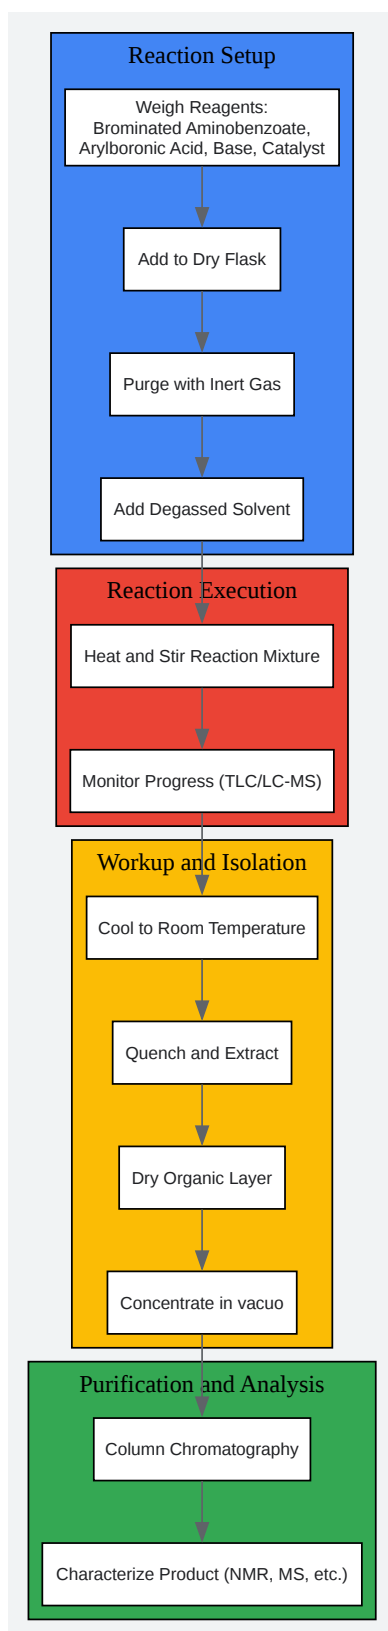 Reaction Setup
Weigh Reagents:
Brominated Aminobenzoate,
Arylboronic Acid, Base, Catalyst
Add to Dry Flask
Purge with Inert Gas
Add Degassed Solvent
Reaction Execution
Heat and Stir Reaction Mixture
Monitor Progress (TLC/LC-MS)
Workup and Isolation
Cool to Room Temperature
Quench and Extract
Dry Organic Layer
Concentrate in vacuo
Purification and Analysis
Column Chromatography
Characterize Product (NMR, MS, etc.)